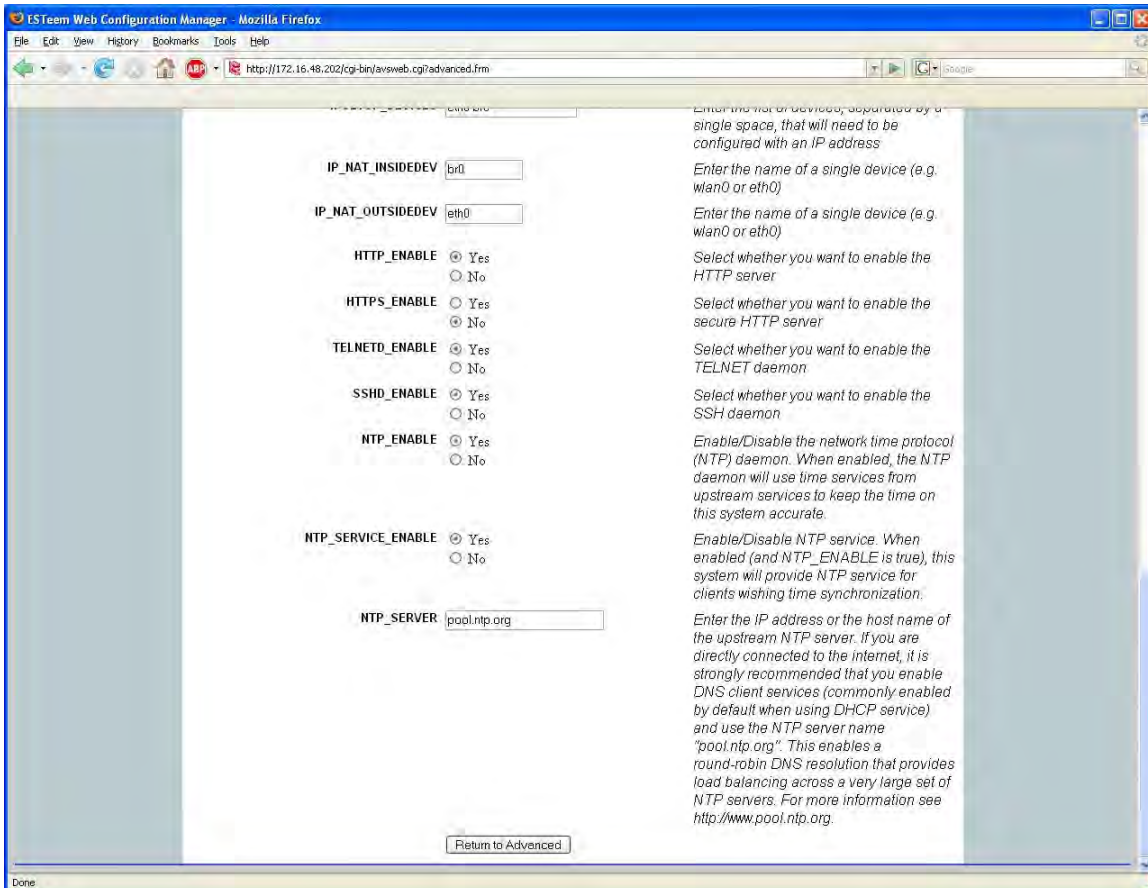 ESTeem Web Configuration Manager - Mozilla Firefox
File Edit View History Bookmarks Tools Help
ABP http://172.16.48.202/cgi-bin/avsweb.cgi?advanced.frm G Google
Enter the list of devices, separated by a
single space, that will need to be
configured with an IP address
IP_NAT_INSIDEDEV br0 Enter the name of a single device (e.g.
wlan0 or eth0)
IP_NAT_OUTSIDEDEV eth0 Enter the name of a single device (e.g.
wlan0 or eth0)
HTTP_ENABLE Yes Select whether you want to enable the
No HTTP server
HTTPS_ENABLE Yes Select whether you want to enable the
No secure HTTP server
TELNETD_ENABLE Yes Select whether you want to enable the
No TELNET daemon
SSHD_ENABLE Yes Select whether you want to enable the
No SSH daemon
NTP_ENABLE Yes Enable/Disable the network time protocol
No (NTP) daemon. When enabled, the NTP
daemon will use time services from
upstream services to keep the time on
this system accurate.
NTP_SERVICE_ENABLE Yes Enable/Disable NTP service. When
No enabled (and NTP_ENABLE is true), this
system will provide NTP service for
clients wishing time synchronization.
NTP_SERVER pool.ntp.org Enter the IP address or the host name of
the upstream NTP server. If you are
directly connected to the internet, it is
strongly recommended that you enable
DNS client services (commonly enabled
by default when using DHCP service)
and use the NTP server name
"pool.ntp.org". This enables a
round-robin DNS resolution that provides
load balancing across a very large set of
NTP servers. For more information see
http://www.pool.ntp.org.
Return to Advanced
Done